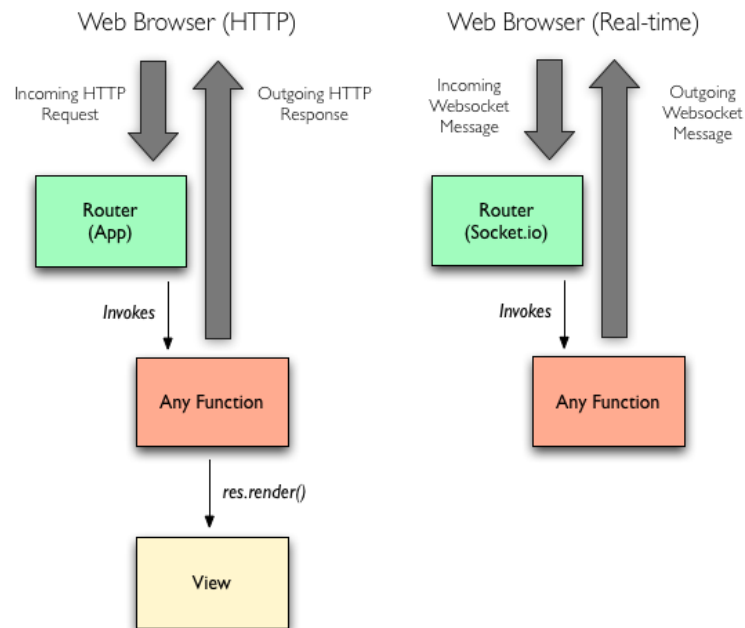 Web Browser (HTTP)
Incoming HTTP
Request
Outgoing HTTP
Response
Router
(App)
Invokes
Any Function
res.render()
View
Web Browser (Real-time)
Incoming
Websocket
Message
Outgoing
Websocket
Message
Router
(Socket.io)
Invokes
Any Function